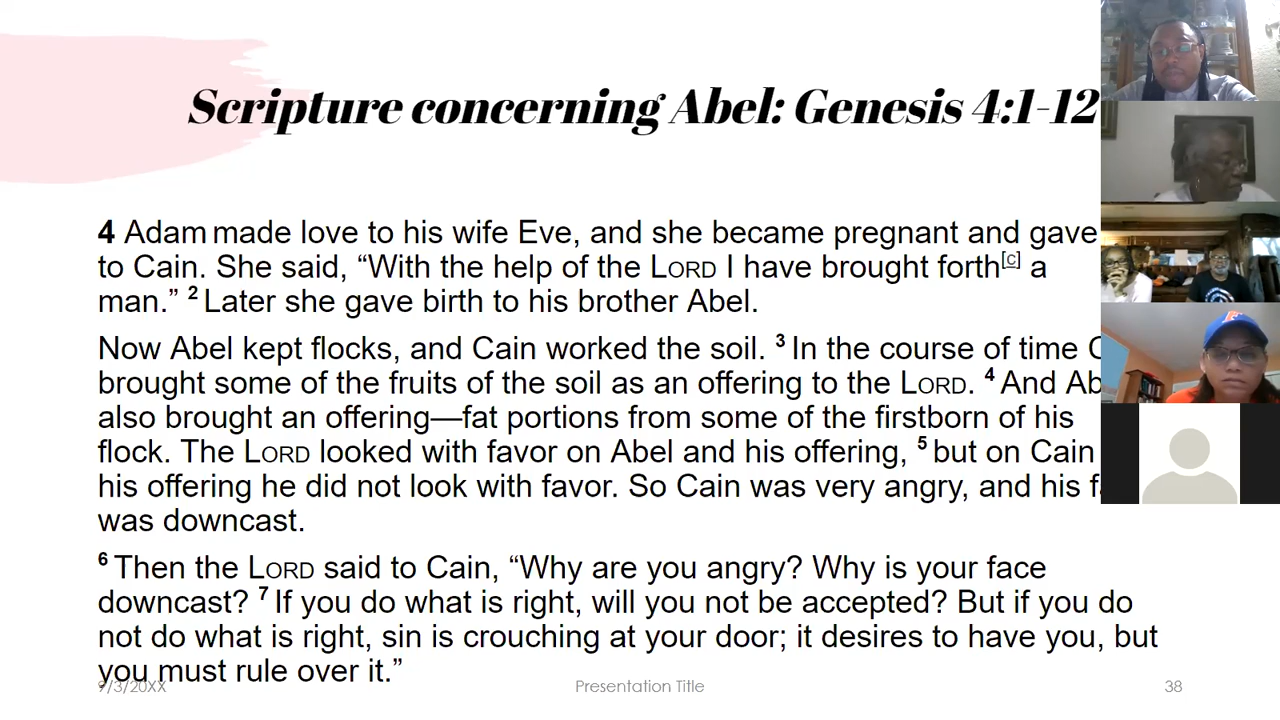 Scripture concerning Abel: Genesis 4:1-12
4 Adam made love to his wife Eve, and she became pregnant and gave
to Cain. She said, “With the help of the LORD I have brought forth[c] a
man.” 2 Later she gave birth to his brother Abel.
Now Abel kept flocks, and Cain worked the soil. 3 In the course of time
brought some of the fruits of the soil as an offering to the LORD. 4 And
also brought an offering—fat portions from some of the firstborn of his
flock. The LORD looked with favor on Abel and his offering, 5 but on Cain
his offering he did not look with favor. So Cain was very angry, and his
was downcast.
6 Then the LORD said to Cain, “Why are you angry? Why is your face
downcast? 7 If you do what is right, will you not be accepted? But if you do
not do what is right, sin is crouching at your door; it desires to have you, but
you must rule over it.”
9/3/20XX
Presentation Title
38